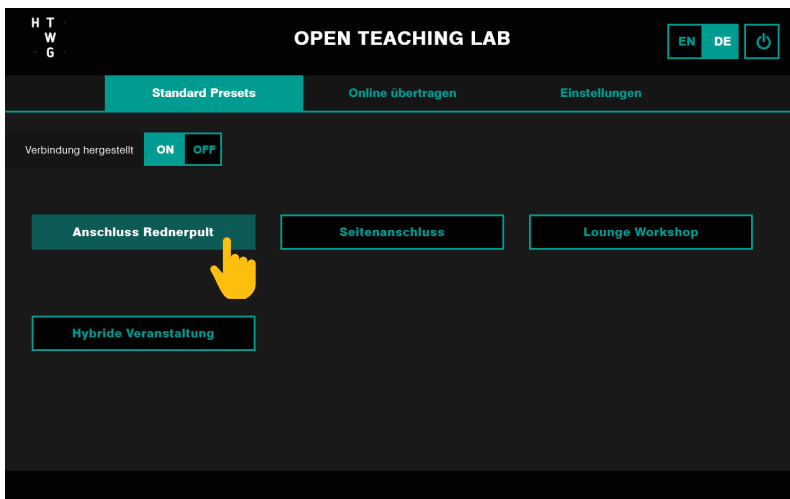 H T
W
G
OPEN TEACHING LAB
EN DE
Standard Presets Online übertragen Einstellungen
Verbindung hergestellt ON OFF
Anschluss Rednerpult Seitenanschluss Lounge Workshop
Hybride Veranstaltung